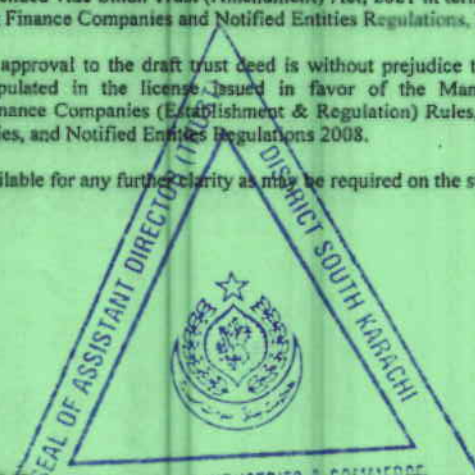 Finance Companies and Notified Entities Regulations,
approval to the draft trust deed is without prejudice t
pulated in the license issued in favor of the Man
nance Companies (Establishment & Regulation) Rules,
ies, and Notified Entities Regulations 2008.
ilable for any further clarity as may be required on the s
SEAL OF ASSISTANT DIRECTOR
DISTRICT SOUTH KARACHI
& COMMERCE